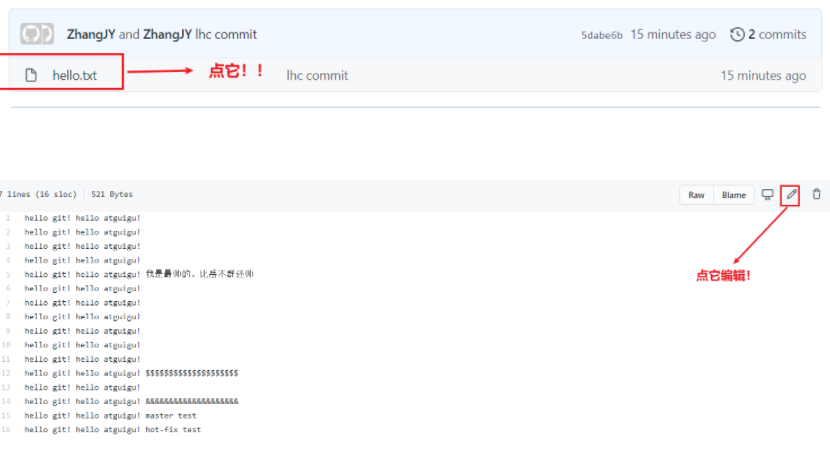 ZhangJY and ZhangJY lhc commit 5dabe6b 15 minutes ago 2 commits
hello.txt 点它！！ lhc commit 15 minutes ago
7 lines (16 sloc) 521 Bytes Raw Blame
1 hello git! hello atguigu!
2 hello git! hello atguigu!
3 hello git! hello atguigu!
4 hello git! hello atguigu!
5 hello git! hello atguigu! 我是最帅的，比岳不群还帅
点它编辑！
6 hello git! hello atguigu!
7 hello git! hello atguigu!
8 hello git! hello atguigu!
9 hello git! hello atguigu!
10 hello git! hello atguigu!
11 hello git! hello atguigu!
12 hello git! hello atguigu! $$$$$$$$$$$$$$$$$$$$
13 hello git! hello atguigu!
14 hello git! hello atguigu! &&&&&&&&&&&&&&&&&&&&
15 hello git! hello atguigu! master test
16 hello git! hello atguigu! hot-fix test